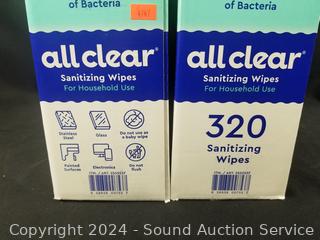 of Bacteria
all clear®
Sanitizing Wipes
For Household Use
Stainless
Steel
Glass
Do not use as
a baby wipe
Painted
Surfaces
Electronics
Do not
flush
of Bacteria
all clear®
Sanitizing Wipes
For Household Use
320
Sanitizing
Wipes
Copyright 2024 - Sound Auction Service